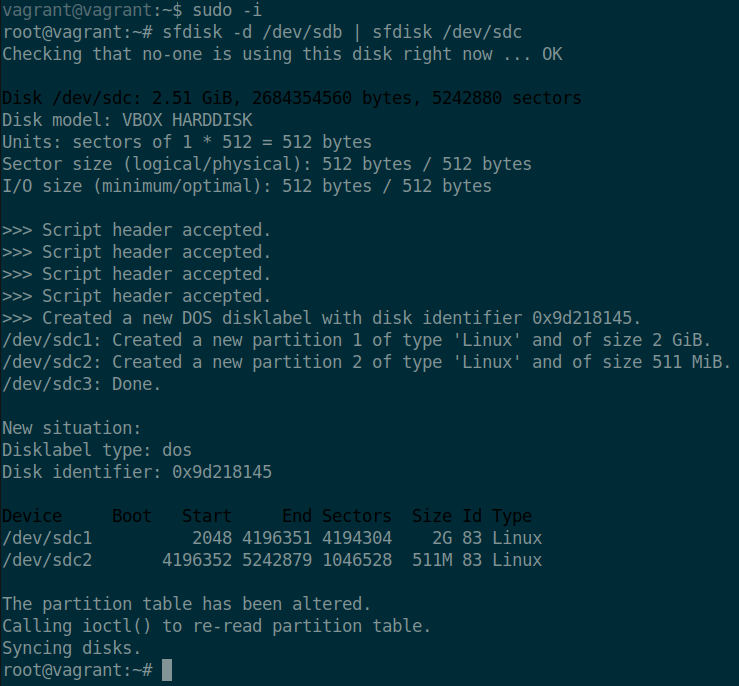 vagrant@vagrant:~$ sudo -i
root@vagrant:~# sfdisk -d /dev/sdb | sfdisk /dev/sdc
Checking that no-one is using this disk right now ... OK
Disk /dev/sdc: 2.51 GiB, 2684354560 bytes, 5242880 sectors
Disk model: VBOX HARDDISK
Units: sectors of 1 * 512 = 512 bytes
Sector size (logical/physical): 512 bytes / 512 bytes
I/O size (minimum/optimal): 512 bytes / 512 bytes
>>> Script header accepted.
>>> Script header accepted.
>>> Script header accepted.
>>> Script header accepted.
>>> Created a new DOS disklabel with disk identifier 0x9d218145.
/dev/sdc1: Created a new partition 1 of type 'Linux' and of size 2 GiB.
/dev/sdc2: Created a new partition 2 of type 'Linux' and of size 511 MiB.
/dev/sdc3: Done.
New situation:
Disklabel type: dos
Disk identifier: 0x9d218145
Device     Boot   Start     End Sectors  Size Id Type
/dev/sdc1          2048 4196351 4194304    2G 83 Linux
/dev/sdc2       4196352 5242879 1046528  511M 83 Linux
The partition table has been altered.
Calling ioctl() to re-read partition table.
Syncing disks.
root@vagrant:~#